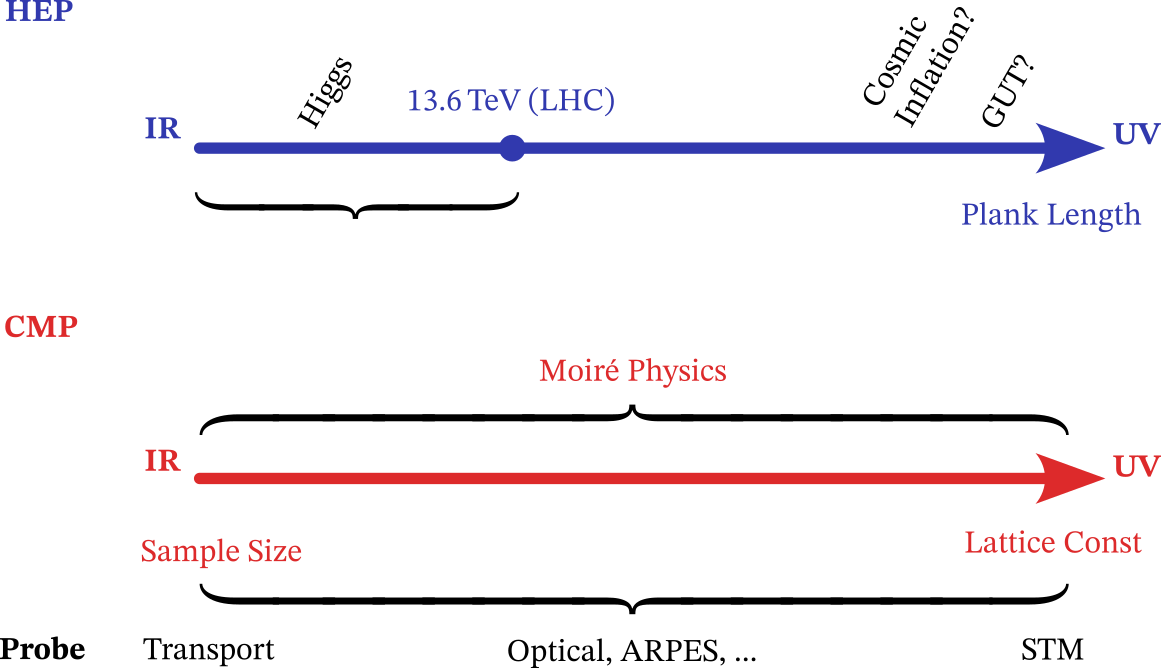 HEP
Higgs
13.6 TeV (LHC)
Cosmic
Inflation?
GUT?
IR
UV
Plank Length
CMP
Moiré Physics
IR
UV
Sample Size
Lattice Const
Probe
Transport
Optical, ARPES, ...
STM